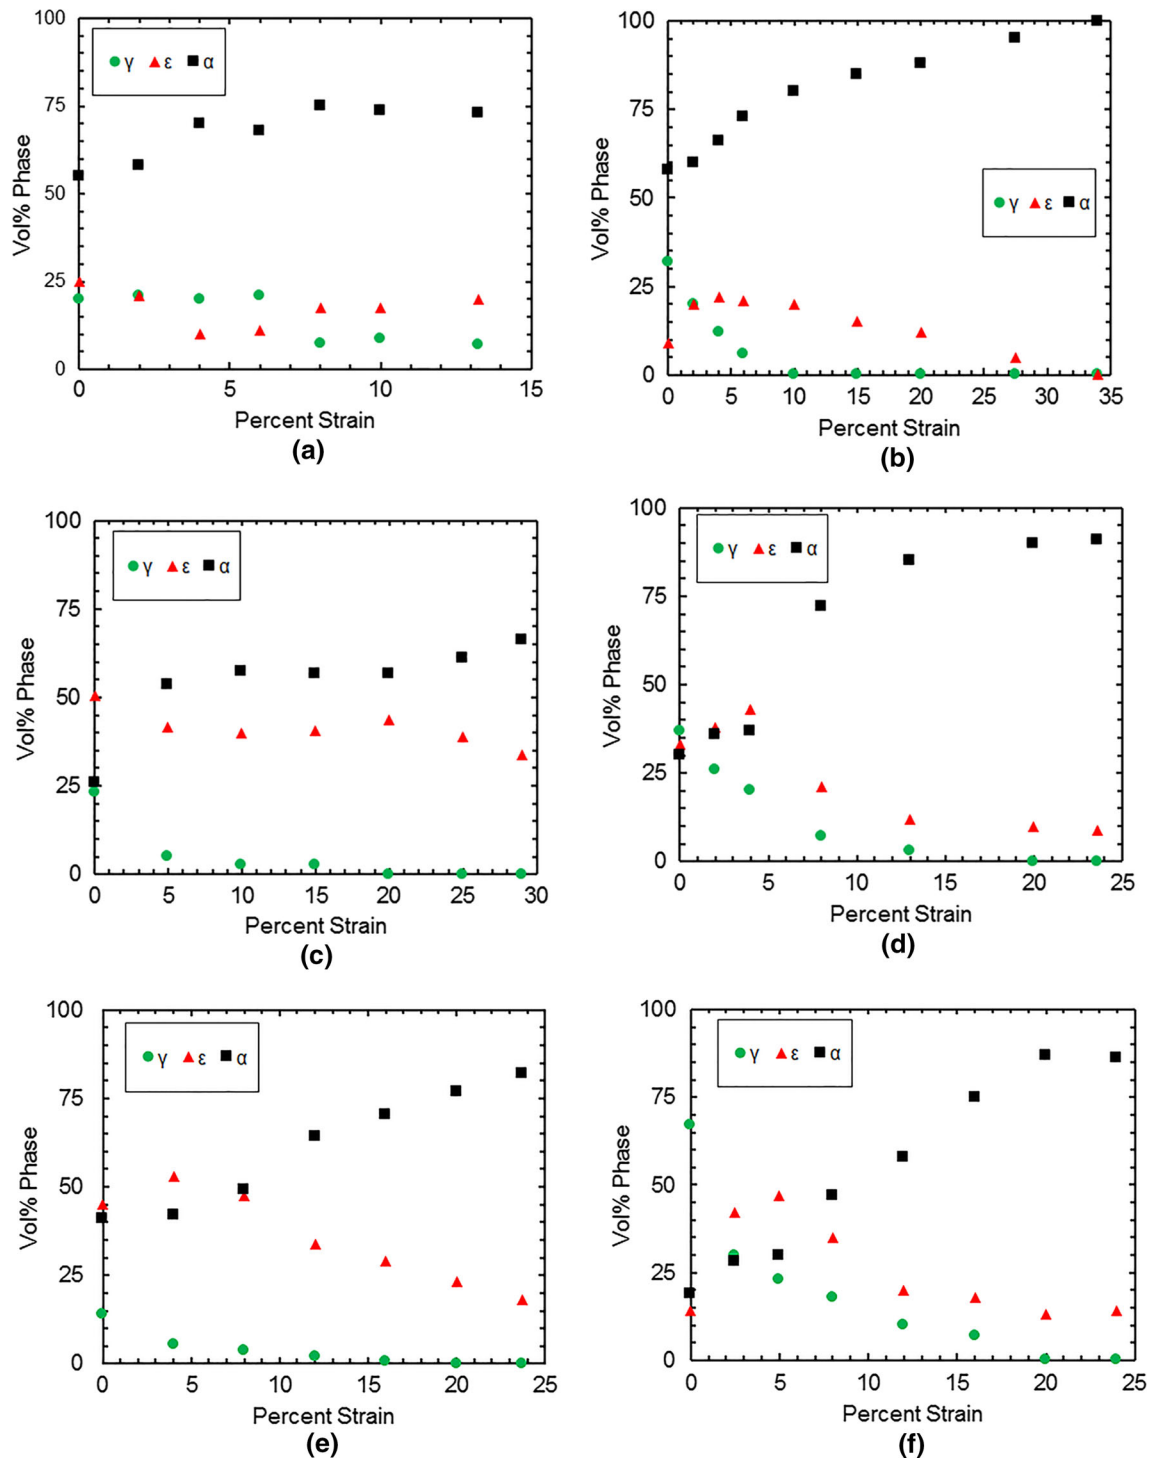 100
75
50
25
0
Vol% Phase
γ ε α
0 5 10 15
Percent Strain
(a)
100
75
50
25
0
Vol% Phase
γ ε α
0 5 10 15 20 25 30 35
Percent Strain
(b)
100
75
50
25
0
Vol% Phase
γ ε α
0 5 10 15 20 25 30
Percent Strain
(c)
100
75
50
25
0
Vol% Phase
γ ε α
0 5 10 15 20 25
Percent Strain
(d)
100
75
50
25
0
Vol% Phase
γ ε α
0 5 10 15 20 25
Percent Strain
(e)
100
75
50
25
0
Vol% Phase
γ ε α
0 5 10 15 20 25
Percent Strain
(f)